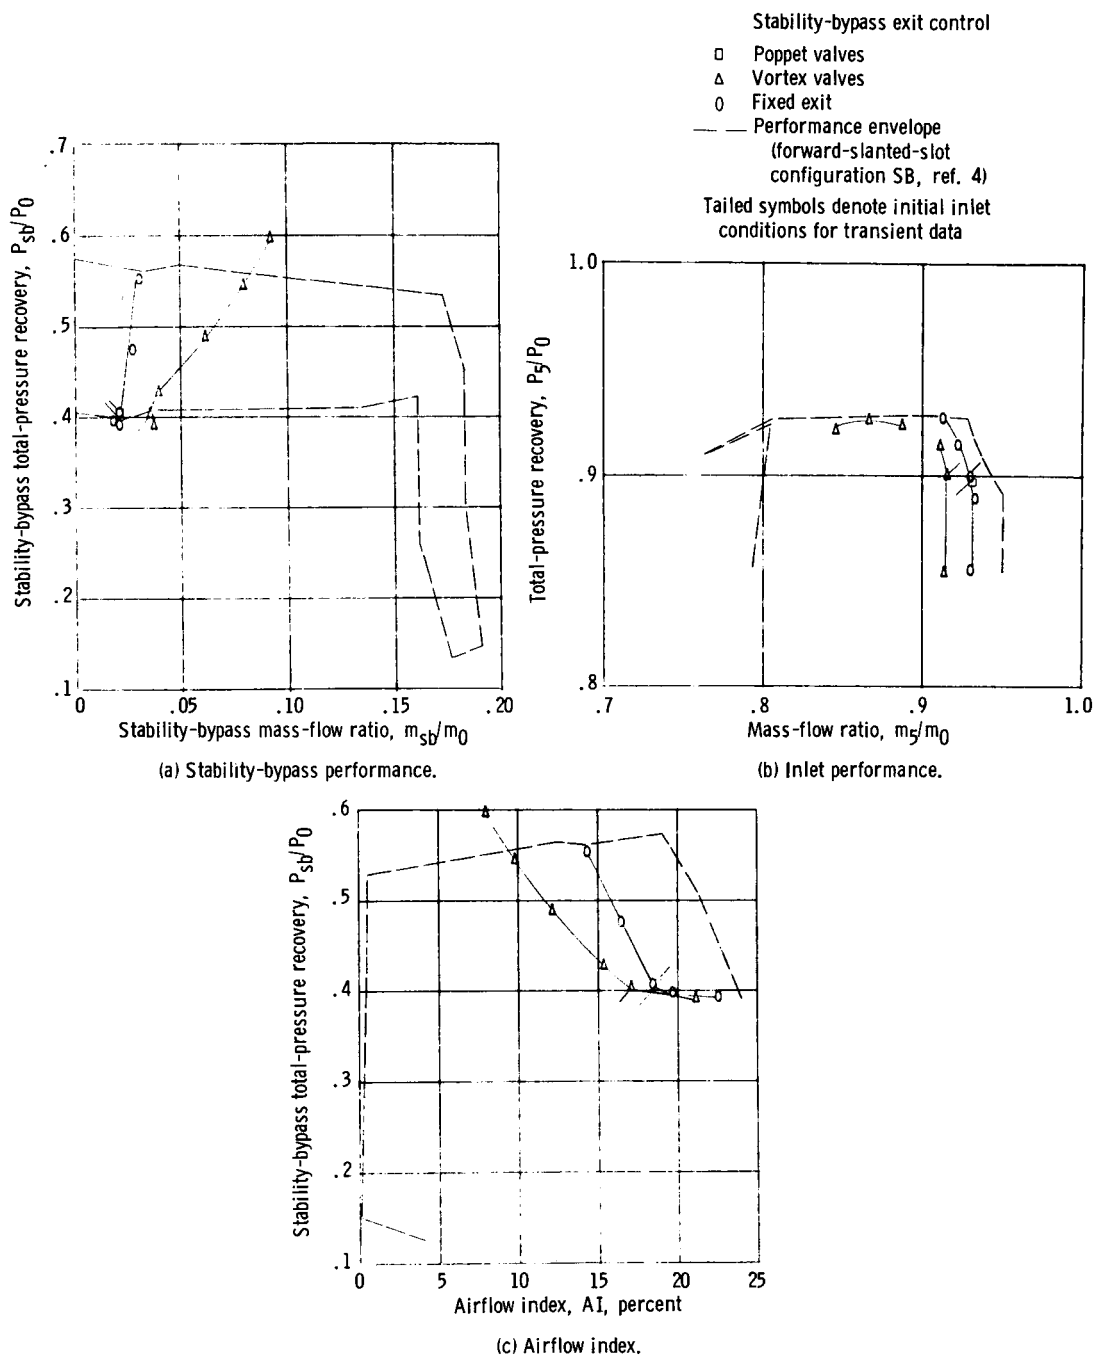 Stability-bypass exit control
Poppet valves
Vortex valves
Fixed exit
Performance envelope
(forward-slanted-slot
configuration SB, ref. 4)
Tailed symbols denote initial inlet
conditions for transient data
Stability-bypass total-pressure recovery, Psb/P0
.7
.6
.5
.4
.3
.2
.1
0
.05
.10
.15
.20
Stability-bypass mass-flow ratio, msb/m0
(a) Stability-bypass performance.
Total-pressure recovery, P5/P0
1.0
.9
.8
.7
.8
.9
1.0
Mass-flow ratio, m5/m0
(b) Inlet performance.
Stability-bypass total-pressure recovery, Psb/P0
.6
.5
.4
.3
.2
.1
0
5
10
15
20
25
Airflow index, AI, percent
(c) Airflow index.